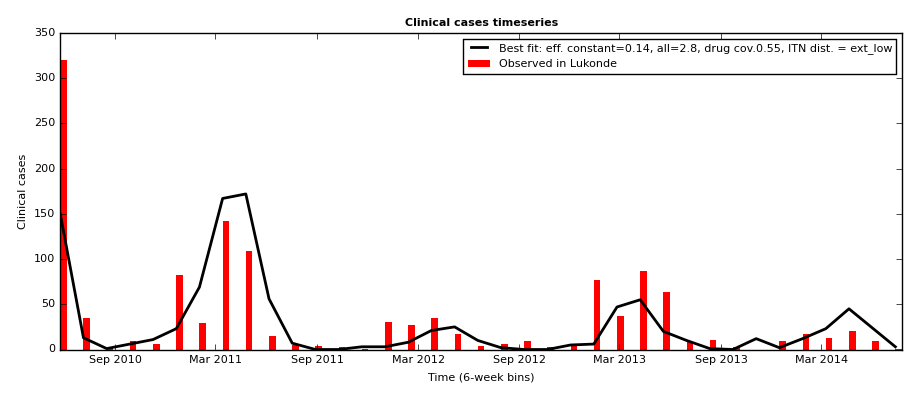 Clinical cases timeseries
Best fit: eff. constant=0.14, all=2.8, drug cov.0.55, ITN dist. = ext_low
Observed in Lukonde
350
300
250
200
150
100
50
0
Clinical cases
Sep 2010 Mar 2011 Sep 2011 Mar 2012 Sep 2012 Mar 2013 Sep 2013 Mar 2014
Time (6-week bins)